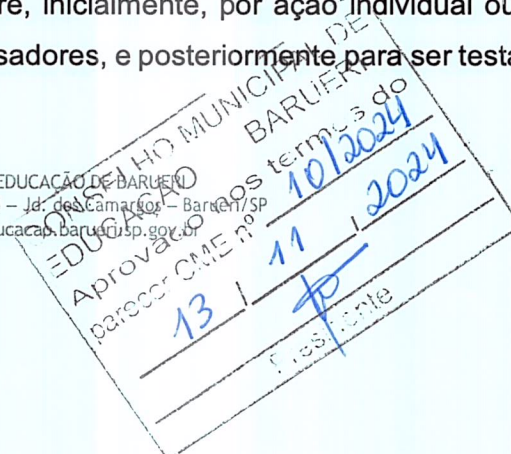 re, inicialmente, por ação individual ou
sadores, e posteriormente para ser testa
EDUCAÇÃO DE BARUERI
– Jd. dos Camargos – Barueri/SP
ucacao.barueri.sp.gov.br
CONSELHO MUNICIPAL DE
EDUCAÇÃO BARUERI
Aprovado nos termos do
parecer CME nº 10/2024
13 / 11 / 2024
Presidente